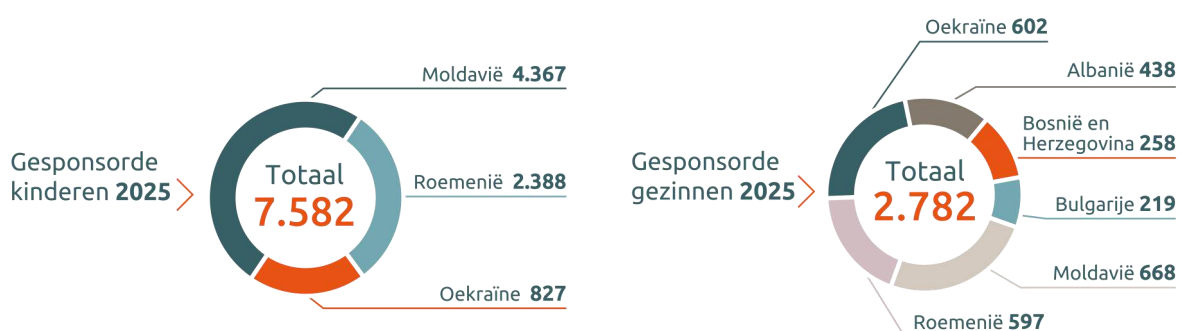 Gesponsorde
kinderen 2025
Totaal
7.582
Moldavië 4.367
Roemenië 2.388
Oekraïne 827
Gesponsorde
gezinnen 2025
Totaal
2.782
Oekraïne 602
Albanië 438
Bosnië en
Herzegovina 258
Bulgarije 219
Moldavië 668
Roemenië 597